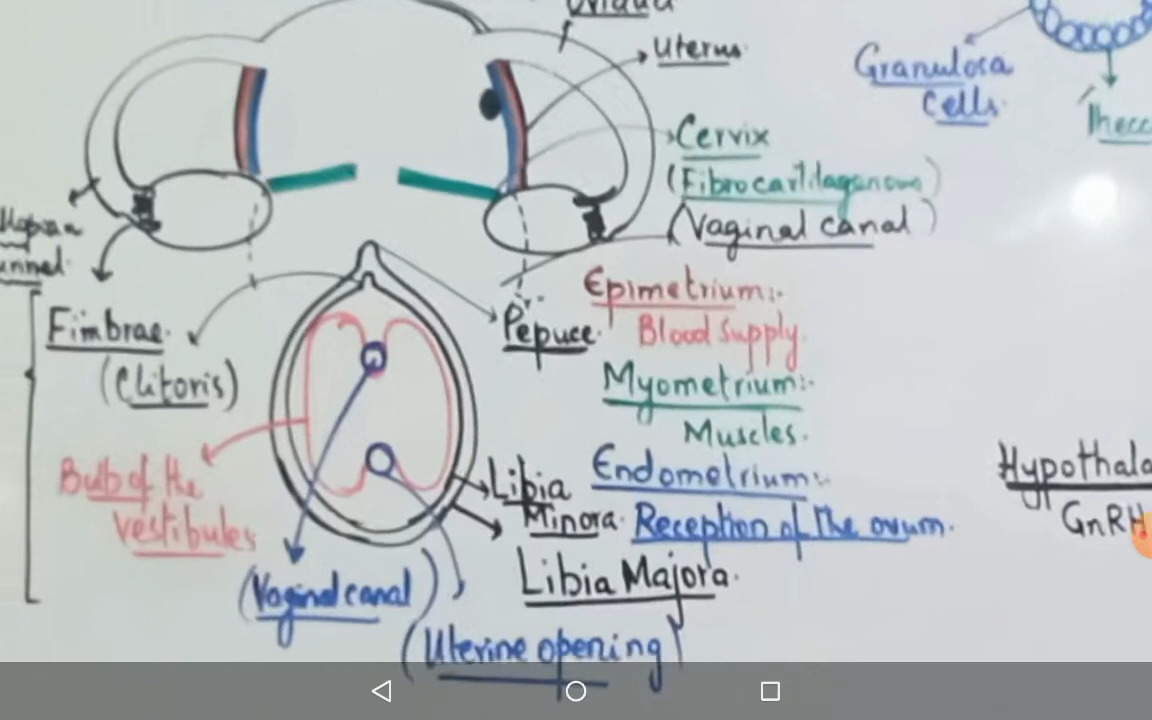 Uterus
Granulosa
Cells
Cervix
(Fibrocartilaganous)
(Vaginal canal)
Epimetrium:-
Blood Supply
Fimbrae
Pepuce
(Clitoris)
Myometrium:-
Muscles.
Bulb of the
Vestibules
Libia
Minora
Endometrium:-
Reception of the ovum.
Hypothala
GnRH
Libia Majora.
(Vaginal canal)
(Uterine opening)